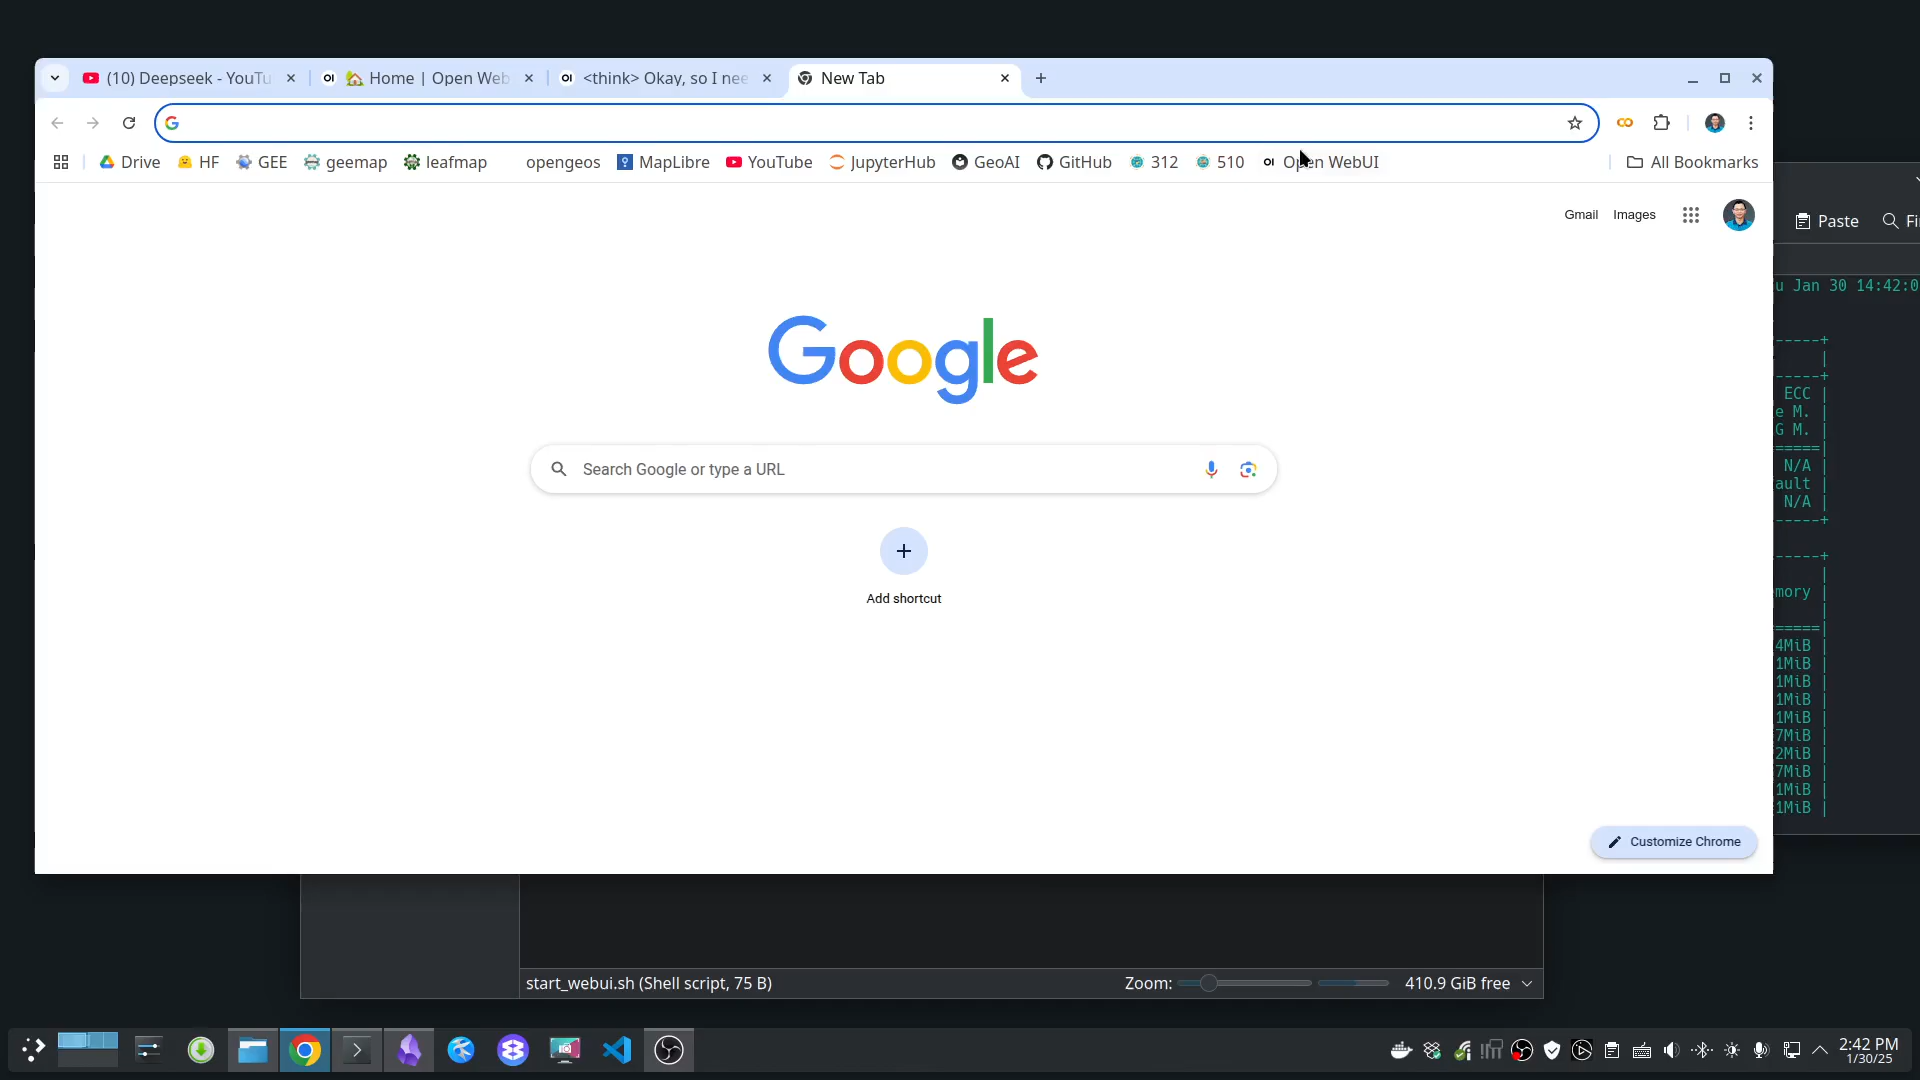 (10) Deepseek - YouTu
OI 🏡 Home | Open Web
OI <think> Okay, so I nee
New Tab
Drive
HF
GEE
geemap
leafmap
opengeos
MapLibre
YouTube
JupyterHub
GeoAI
GitHub
312
510
OI Open WebUI
All Bookmarks
Gmail
Images
Paste
Fi
u Jan 30 14:42:0
Google
-----+
|
-----+
ECC |
e M. |
G M. |
=====|
N/A |
ault |
N/A |
-----+
Search Google or type a URL
Add shortcut
-----+
|
mory |
|
=====|
4MiB |
1MiB |
1MiB |
1MiB |
1MiB |
7MiB |
2MiB |
7MiB |
1MiB |
1MiB |
Customize Chrome
start_webui.sh (Shell script, 75 B)
Zoom:
410.9 GiB free
2:42 PM
1/30/25